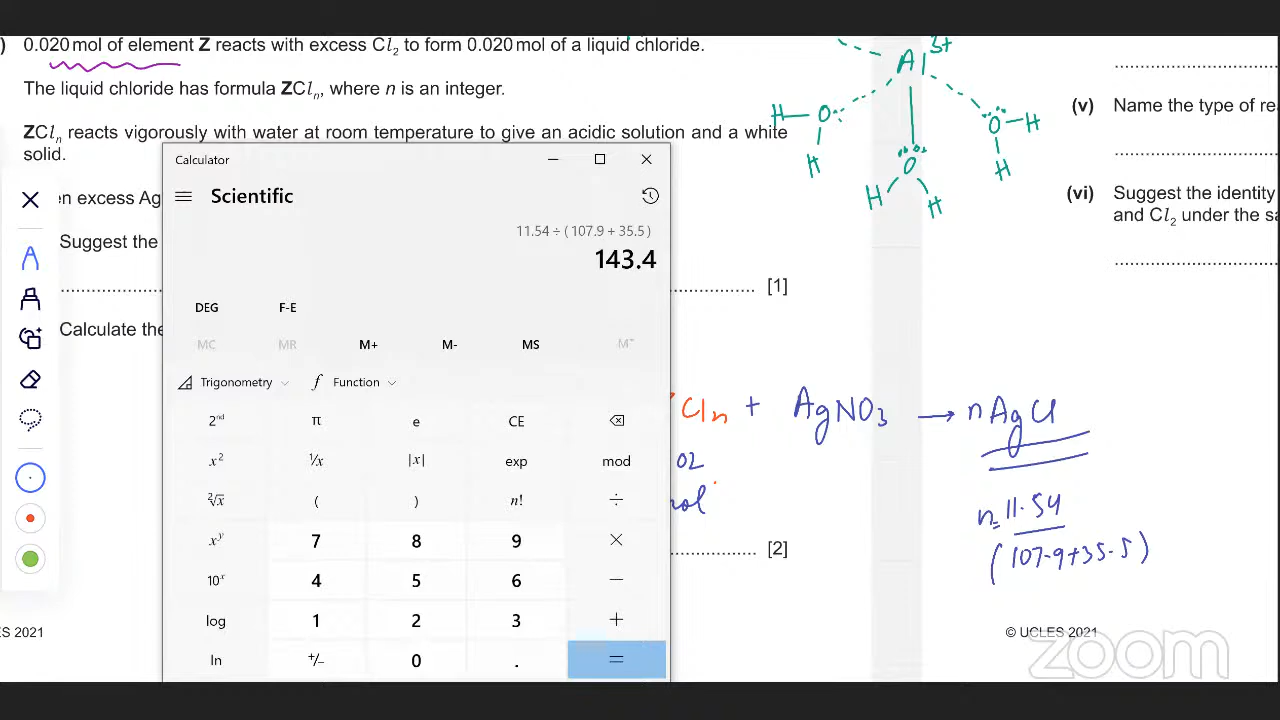 ) 0.020 mol of element Z reacts with excess Cl2 to form 0.020 mol of a liquid chloride.
The liquid chloride has formula ZCln, where n is an integer.
ZCln reacts vigorously with water at room temperature to give an acidic solution and a white
solid.
en excess Ag
Suggest the
[1]
Calculate the
[2]
S 2021
Calculator
Scientific
11.54 ÷ ( 107.9 + 35.5 )
143.4
DEG F-E
MC MR M+ M- MS M˅
Trigonometry f Function
2nd π e CE
x² ¹/x |x| exp mod
²√x ( ) n! ÷
xʸ 7 8 9 ×
10ˣ 4 5 6 −
log 1 2 3 +
ln +/− 0 . =
Al 3+
H O O H
H O H
H H
Cln + AgNO3 → nAgCl
02
mol
n=11.54
(107.9+35.5)
(v) Name the type of re
(vi) Suggest the identity
and Cl2 under the sa
© UCLES 2021
zoom